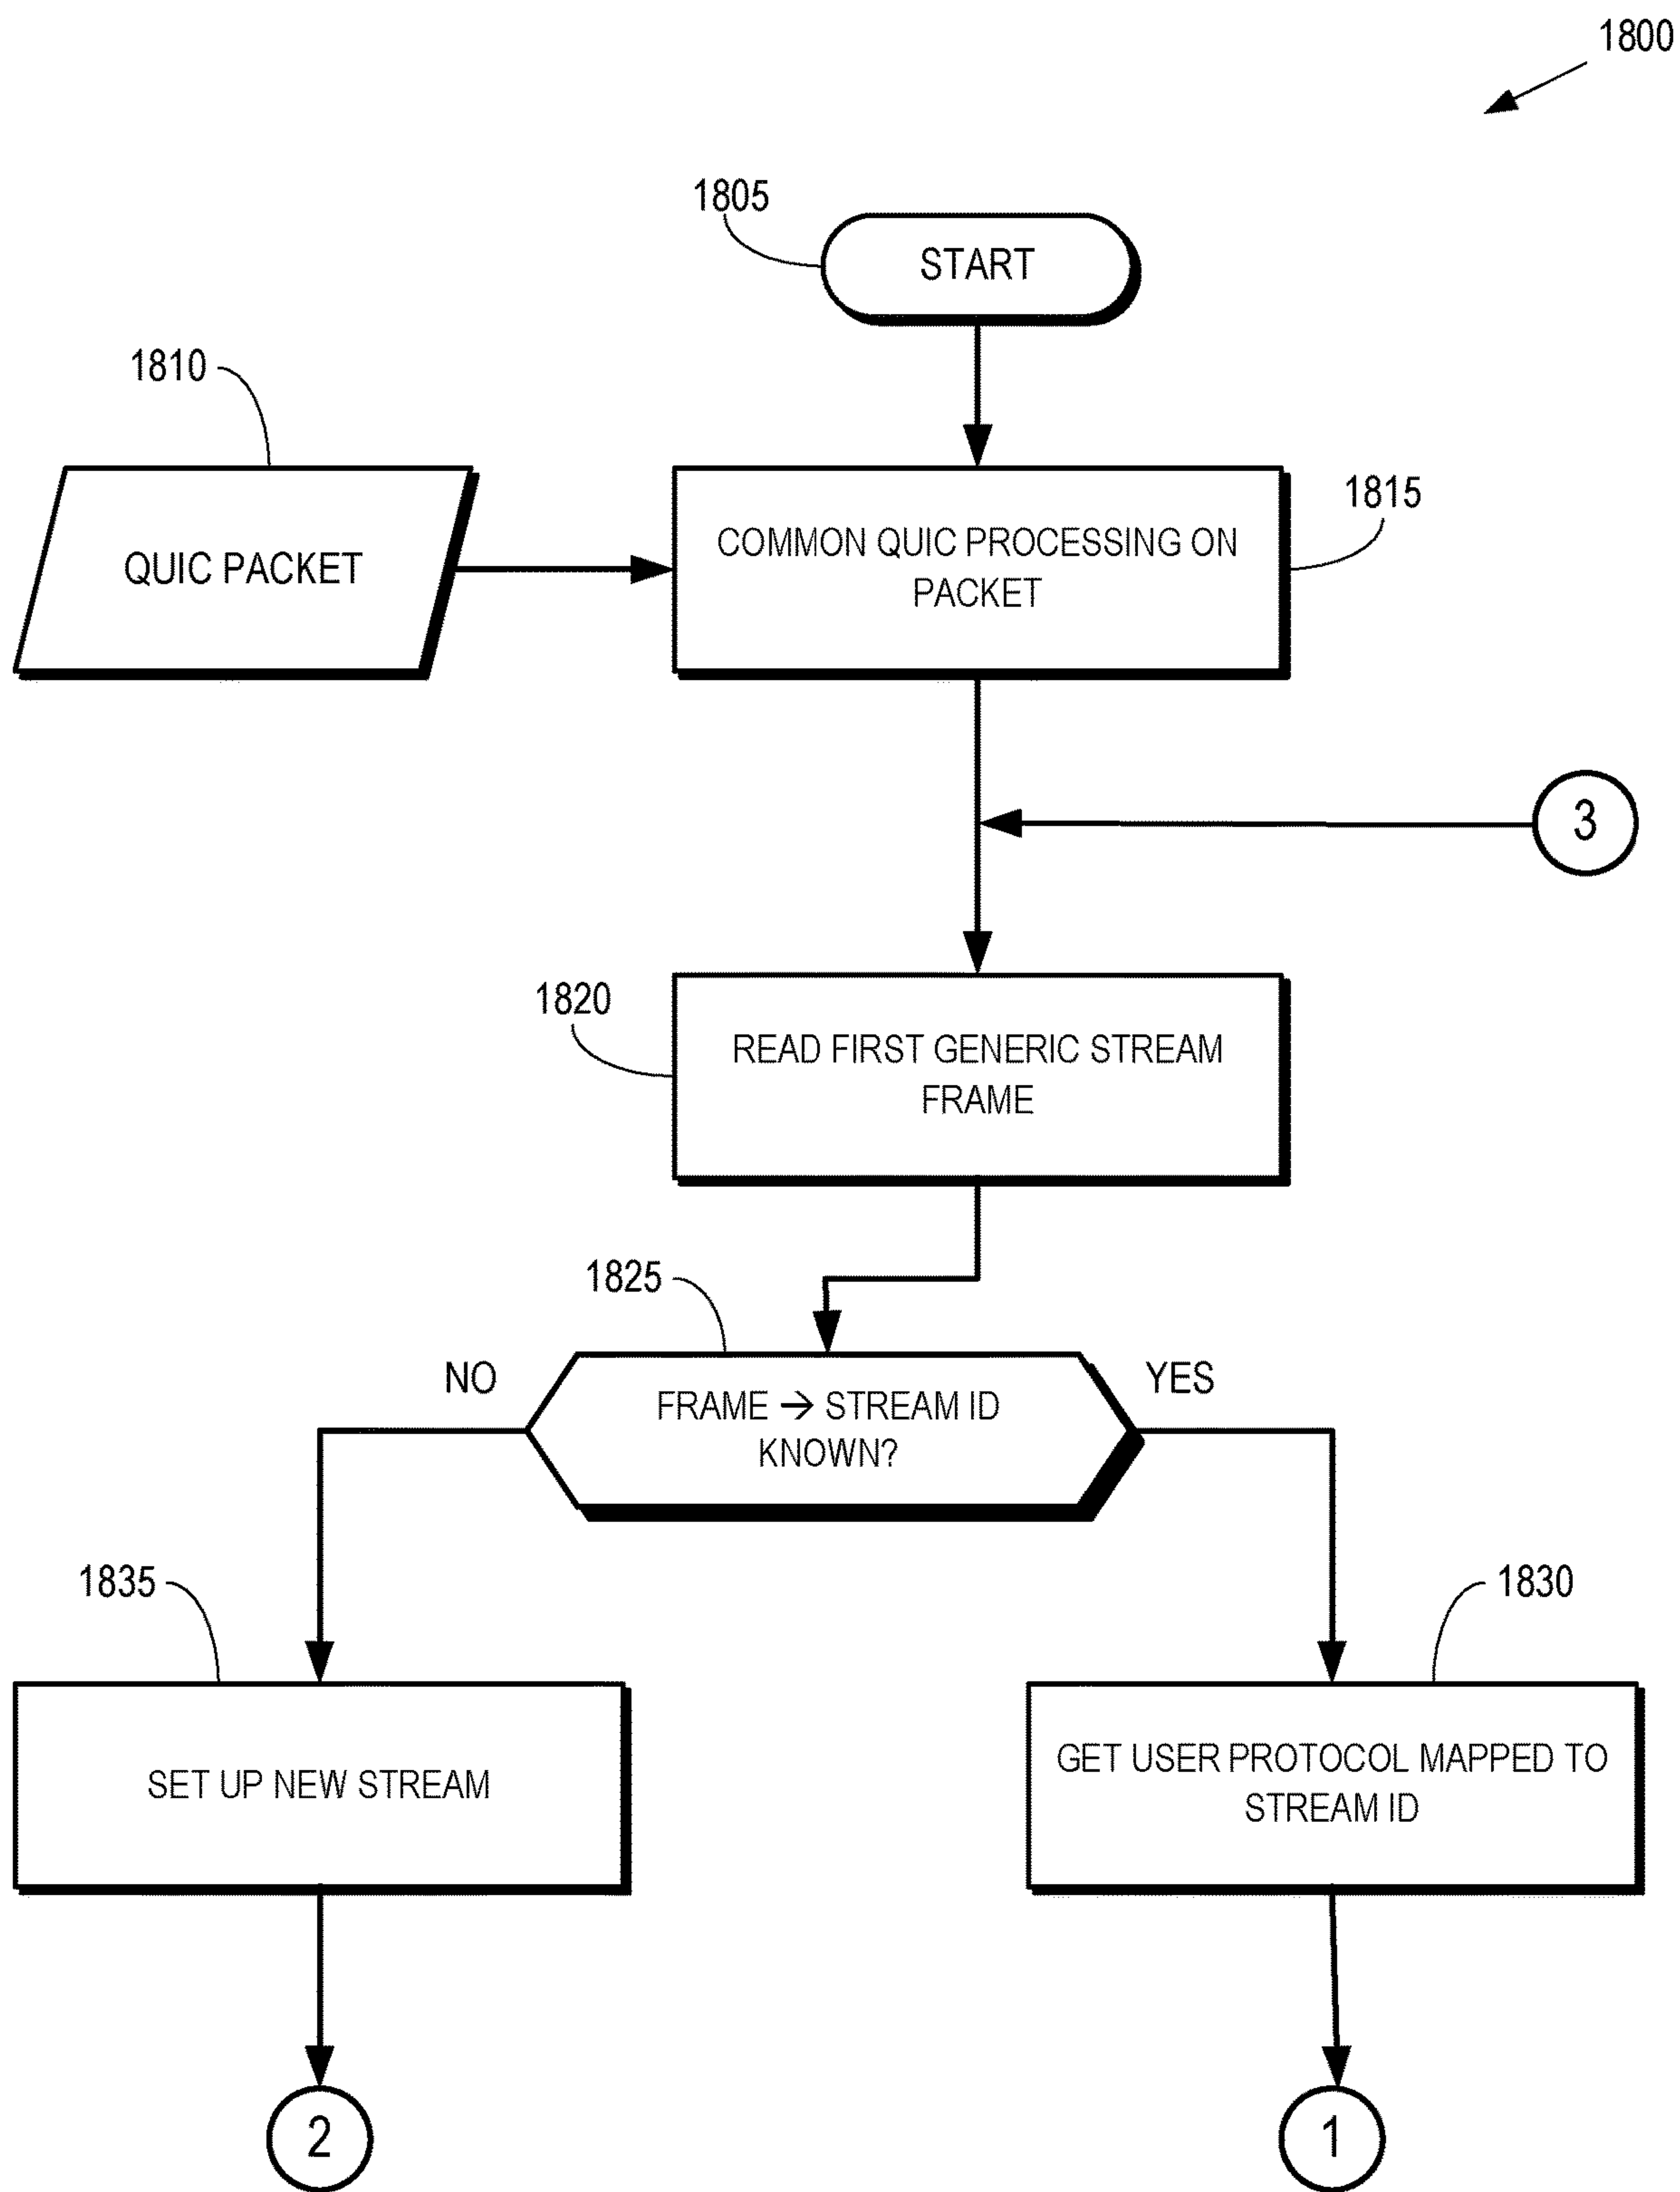 1800
1805
START
1810
1815
QUIC PACKET
COMMON QUIC PROCESSING ON
PACKET
3
1820
READ FIRST GENERIC STREAM
FRAME
1825
NO
YES
FRAME → STREAM ID
KNOWN?
1835
1830
SET UP NEW STREAM
GET USER PROTOCOL MAPPED TO
STREAM ID
2
1